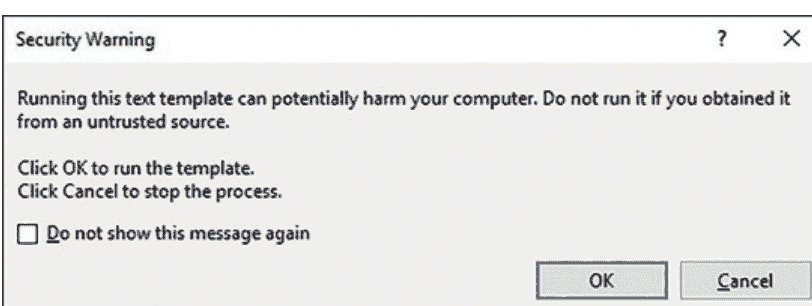 Security Warning ?
Running this text template can potentially harm your computer. Do not run it if you obtained it
from an untrusted source.
Click OK to run the template.
Click Cancel to stop the process.
Do not show this message again
OK Cancel